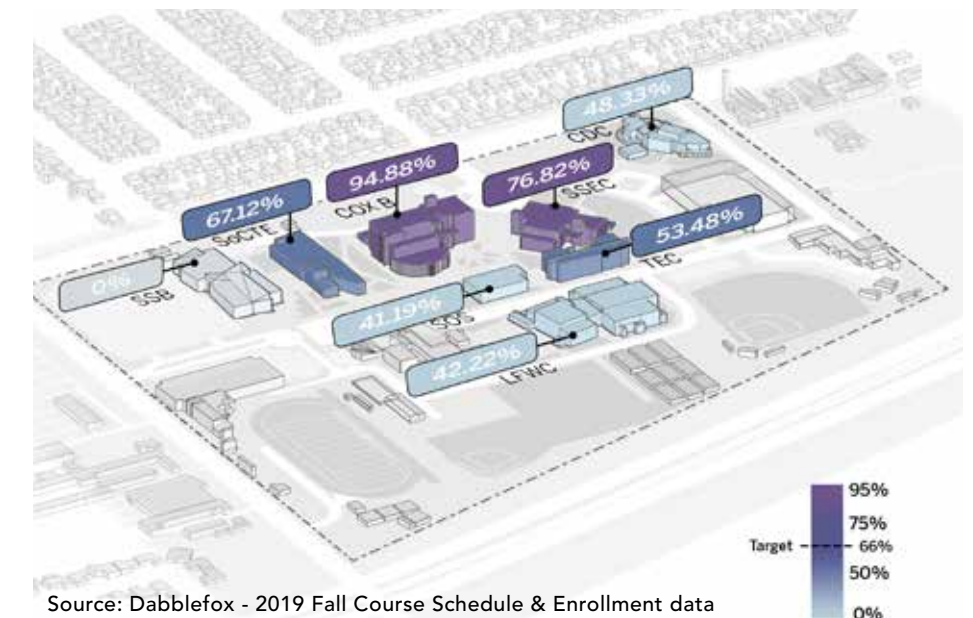 48.33%
CDC
94.88%
COX B
76.82%
SSEC
67.12%
SoCTE
53.48%
TEC
0%
SSB
41.19%
SOS
42.22%
LFWC
95%
75%
Target
66%
50%
0%
Source: Dabblefox - 2019 Fall Course Schedule & Enrollment data